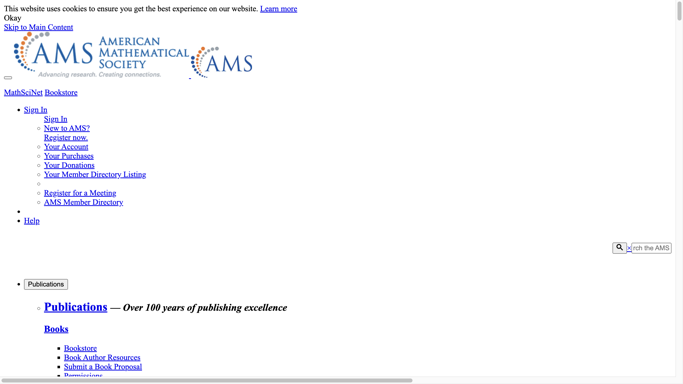 This website uses cookies to ensure you get the best experience on our website. Learn more
Okay
Skip to Main Content
AMS AMERICAN MATHEMATICAL SOCIETY
Advancing research. Creating connections.
AMS
MathSciNet Bookstore
Sign In
Sign In
New to AMS?
Register now.
Your Account
Your Purchases
Your Donations
Your Member Directory Listing
Register for a Meeting
AMS Member Directory
Help
× rch the AMS
Publications
Publications — Over 100 years of publishing excellence
Books
Bookstore
Book Author Resources
Submit a Book Proposal
Permissions